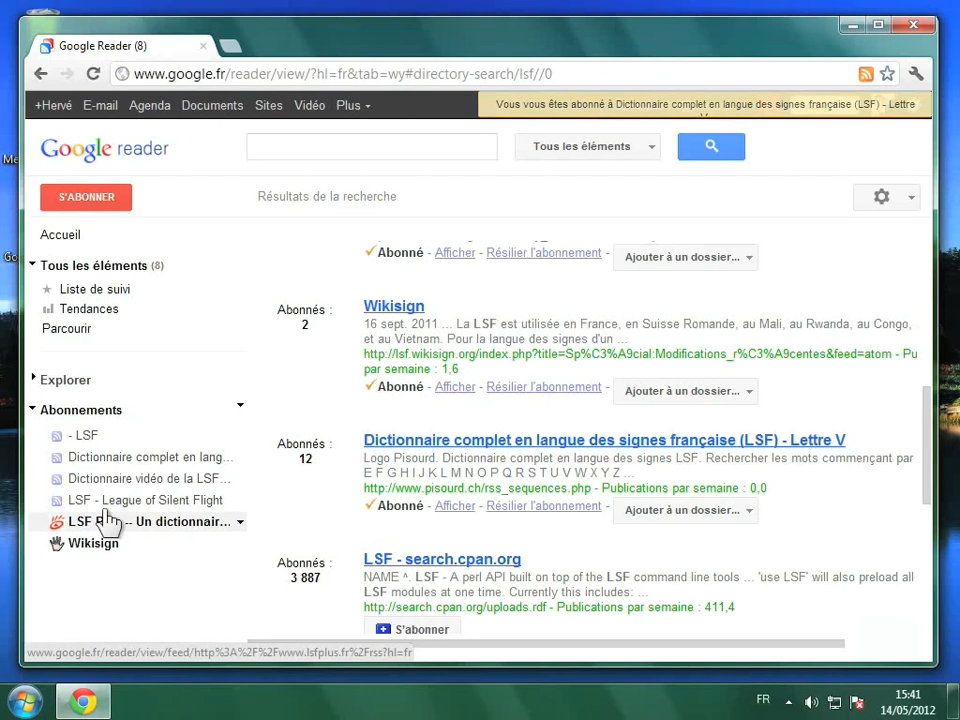 Google Reader (8)
www.google.fr/reader/view/?hl=fr&tab=wy#directory-search/lsf//0
+Hervé E-mail Agenda Documents Sites Vidéo Plus
Vous vous êtes abonné à Dictionnaire complet en langue des signes française (LSF) - Lettre
Google reader
Tous les éléments
S'ABONNER
Résultats de la recherche
Accueil
Tous les éléments (8)
Liste de suivi
Tendances
Parcourir
Explorer
Abonnements
- LSF
Dictionnaire complet en lang...
Dictionnaire vidéo de la LSF...
LSF - League of Silent Flight
LSF -- Un dictionnair...
Wikisign
Abonné - Afficher - Résilier l'abonnement - Ajouter à un dossier...
Abonnés :
2
Wikisign
16 sept. 2011 ... La LSF est utilisée en France, en Suisse Romande, au Mali, au Rwanda, au Congo,
et au Vietnam. Pour la langue des signes d'un ...
http://lsf.wikisign.org/index.php?title=Sp%C3%A9cial:Modifications_r%C3%A9centes&feed=atom - Pu
par semaine : 1,6
Abonné - Afficher - Résilier l'abonnement - Ajouter à un dossier...
Abonnés :
12
Dictionnaire complet en langue des signes française (LSF) - Lettre V
Logo Pisourd. Dictionnaire complet en langue des signes LSF. Rechercher les mots commençant par
E F G H I J K L M N O P Q R S T U V W X Y Z ...
http://www.pisourd.ch/rss_sequences.php - Publications par semaine : 0,0
Abonné - Afficher - Résilier l'abonnement - Ajouter à un dossier...
Abonnés :
3 887
LSF - search.cpan.org
NAME ^. LSF - A perl API built on top of the LSF command line tools ... 'use LSF' will also preload all
LSF modules at one time. Currently this includes: ...
http://search.cpan.org/uploads.rdf - Publications par semaine : 411,4
S'abonner
www.google.fr/reader/view/feed/http%3A%2F%2Fwww.lsfplus.fr%2Frss?hl=fr
FR
15:41
14/05/2012